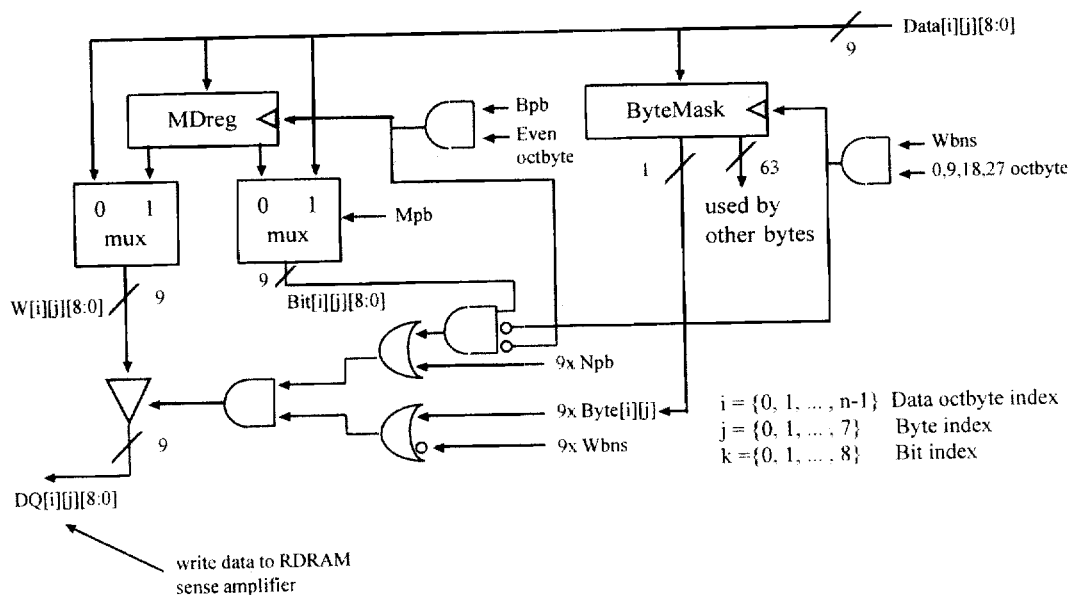 Data[i][j][8:0]
9
MDreg
Bpb
Even
octbyte
ByteMask
Wbns
0,9,18,27 octbyte
1
63
used by
other bytes
0 1
mux
0 1
mux
Mpb
9
W[i][j][8:0]
9
Bit[i][j][8:0]
9x Npb
9x Byte[i][j]
9x Wbns
i = {0, 1, ... , n-1} Data octbyte index
j = {0, 1, ... , 7} Byte index
k ={0, 1, ... , 8} Bit index
9
DQ[i][j][8:0]
write data to RDRAM
sense amplifier